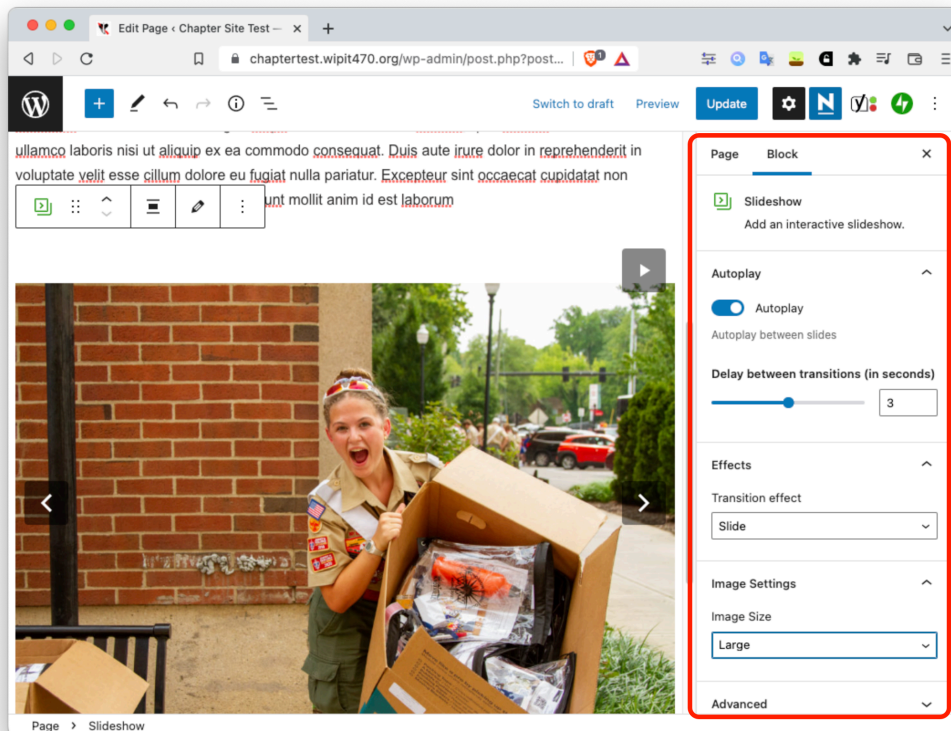 Edit Page ‹ Chapter Site Test —
chaptertest.wipit470.org/wp-admin/post.php?post...
1
Switch to draft
Preview
Update
ullamco laboris nisi ut aliquip ex ea commodo consequat. Duis aute irure dolor in reprehenderit in
voluptate velit esse cillum dolore eu fugiat nulla pariatur. Excepteur sint occaecat cupidatat non
unt mollit anim id est laborum
Page
Block
Slideshow
Add an interactive slideshow.
Autoplay
Autoplay
Autoplay between slides
Delay between transitions (in seconds)
3
Effects
Transition effect
Slide
Image Settings
Image Size
Large
Advanced
Page › Slideshow